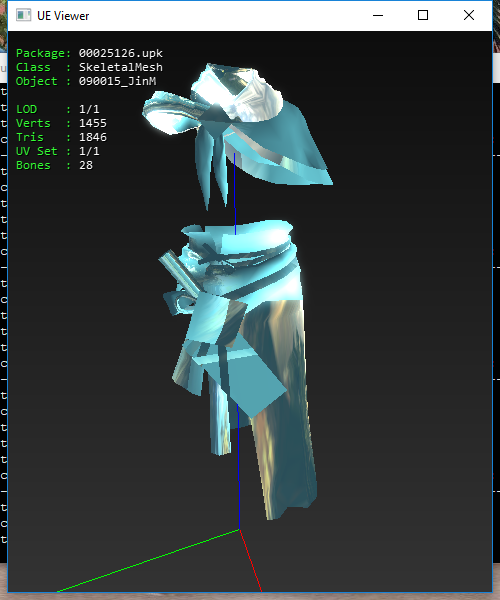 UE Viewer
Package: 00025126.upk
Class : SkeletalMesh
Object : 090015_JinM
LOD : 1/1
Verts : 1455
Tris : 1846
UV Set : 1/1
Bones : 28